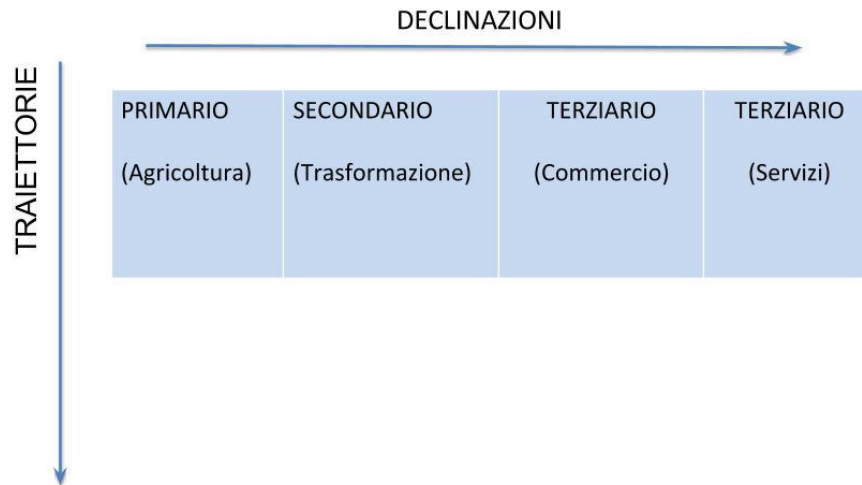 DECLINAZIONI
TRAIETTORIE
PRIMARIO
(Agricoltura)
SECONDARIO
(Trasformazione)
TERZIARIO
(Commercio)
TERZIARIO
(Servizi)